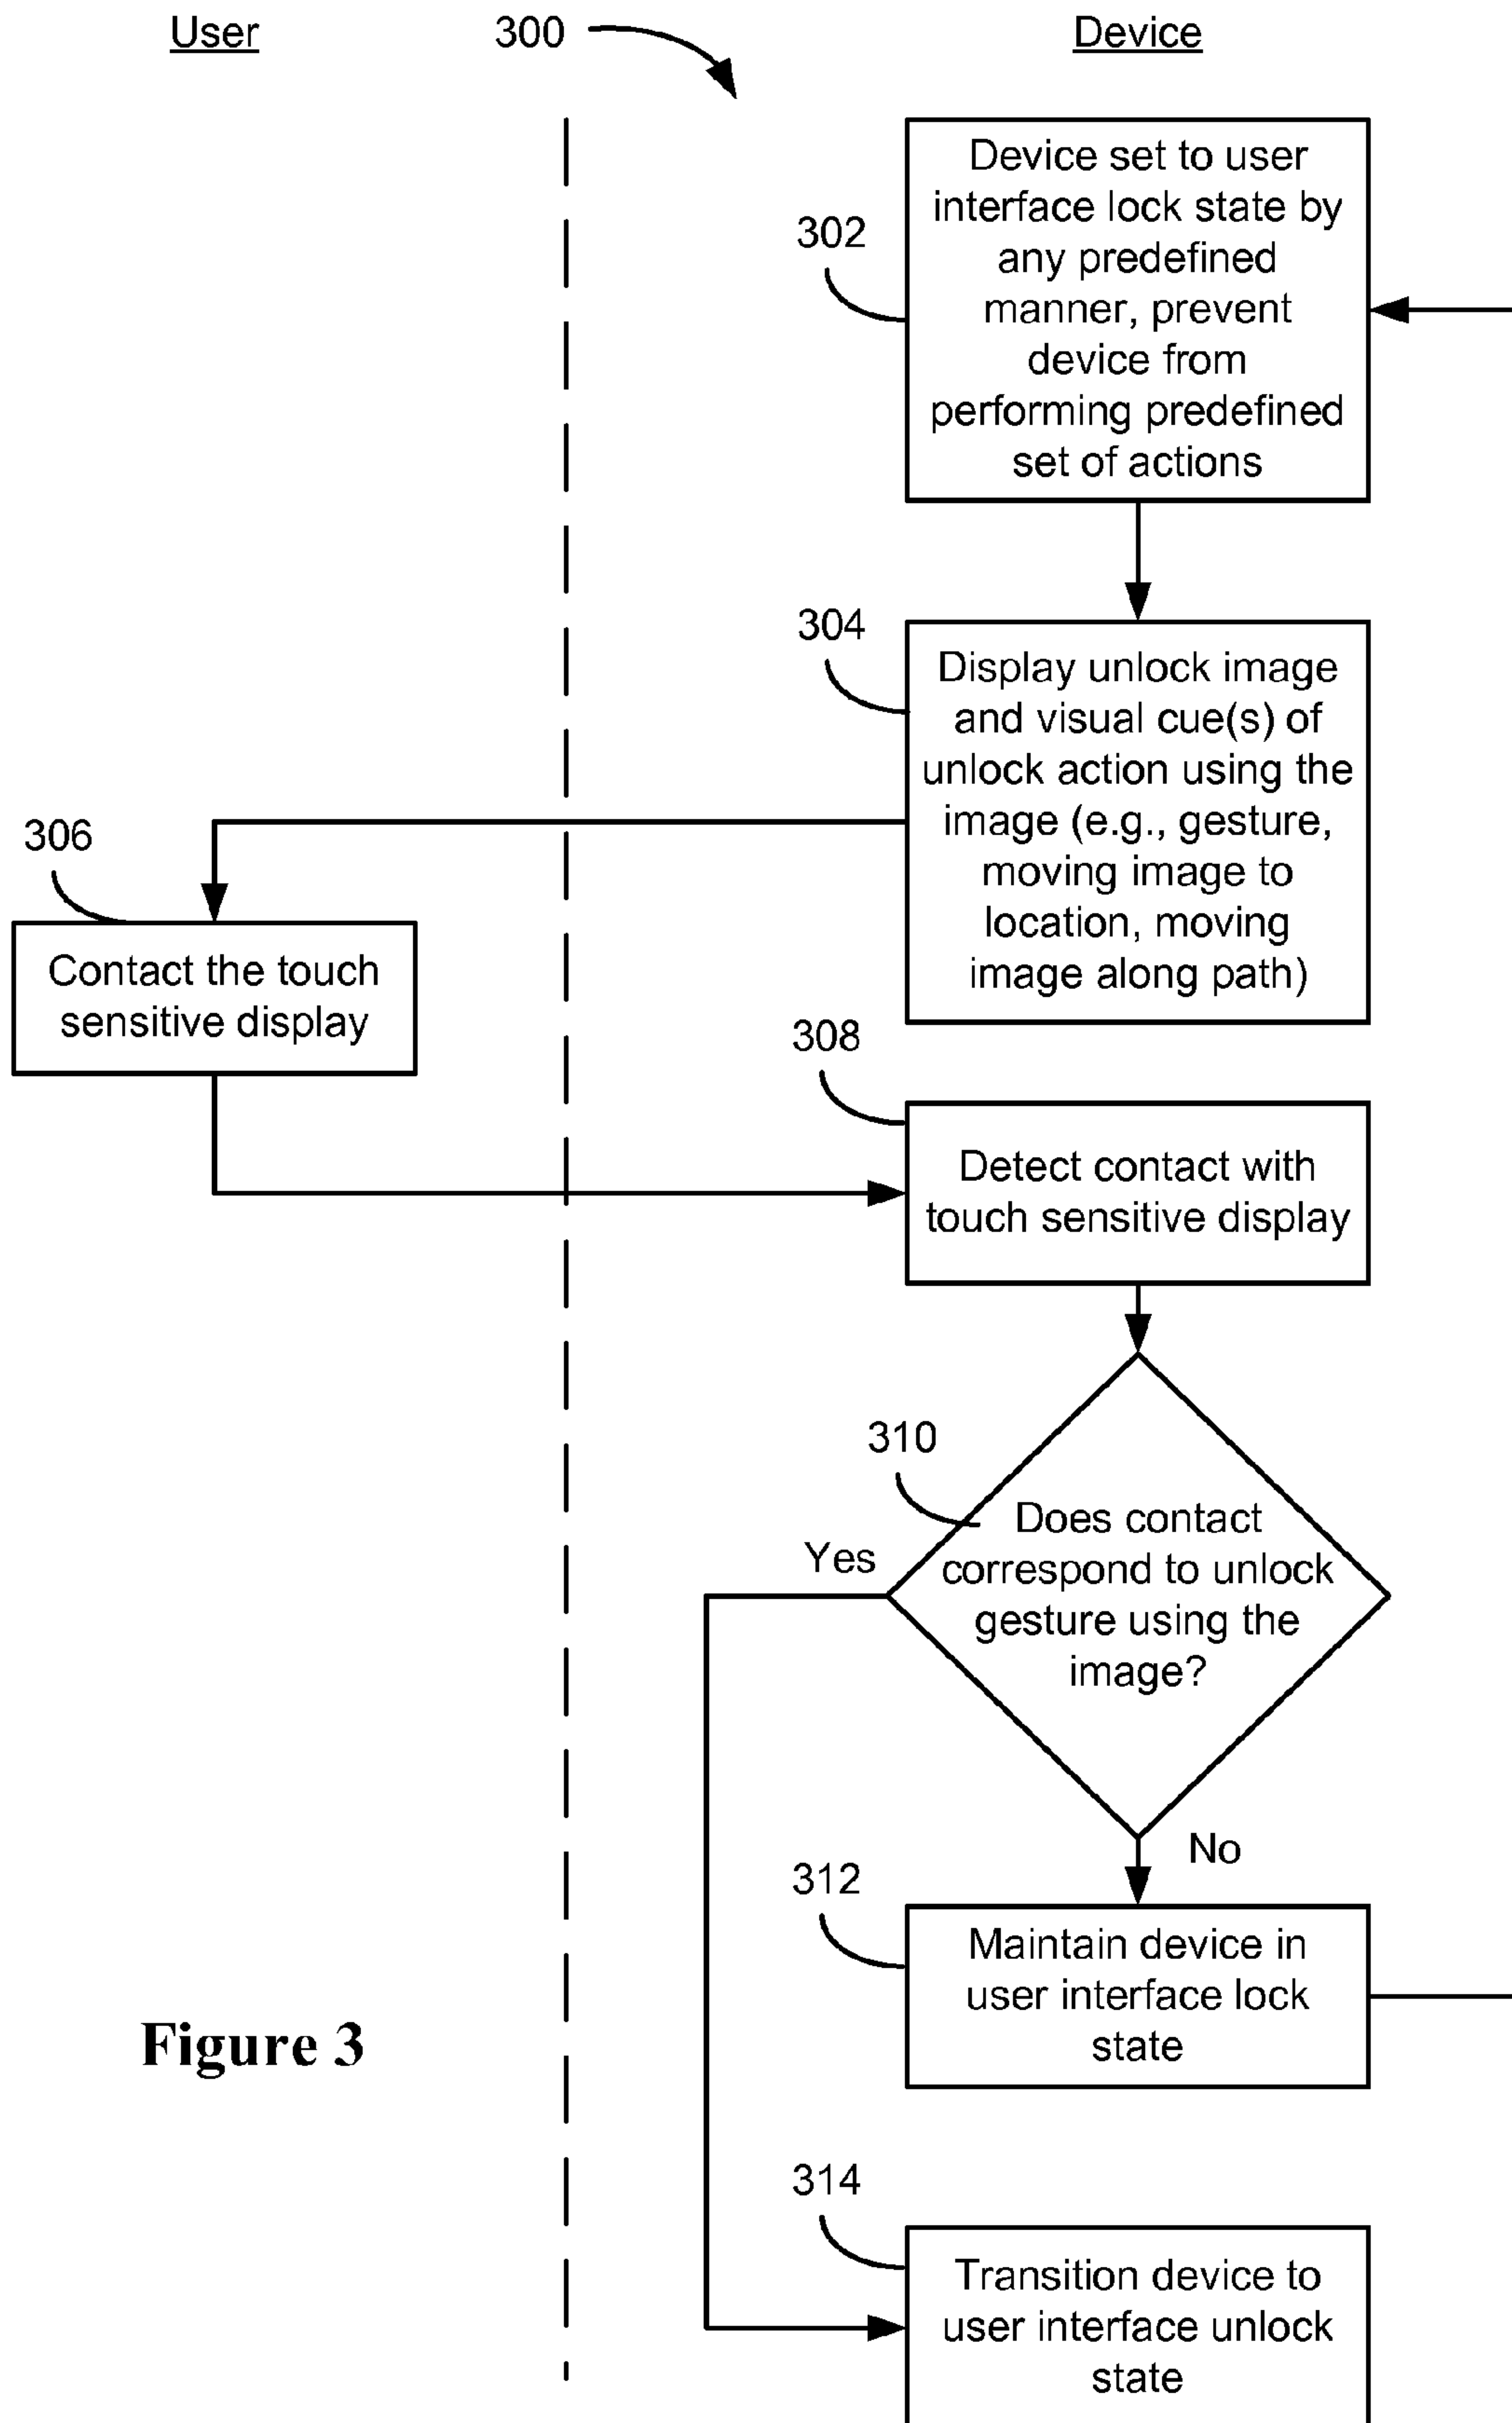 User
300
Device
302
Device set to user
interface lock state by
any predefined
manner, prevent
device from
performing predefined
set of actions
304
Display unlock image
and visual cue(s) of
unlock action using the
image (e.g., gesture,
moving image to
location, moving
image along path)
306
Contact the touch
sensitive display
308
Detect contact with
touch sensitive display
310
Does contact
correspond to unlock
gesture using the
image?
Yes
No
312
Maintain device in
user interface lock
state
Figure 3
314
Transition device to
user interface unlock
state